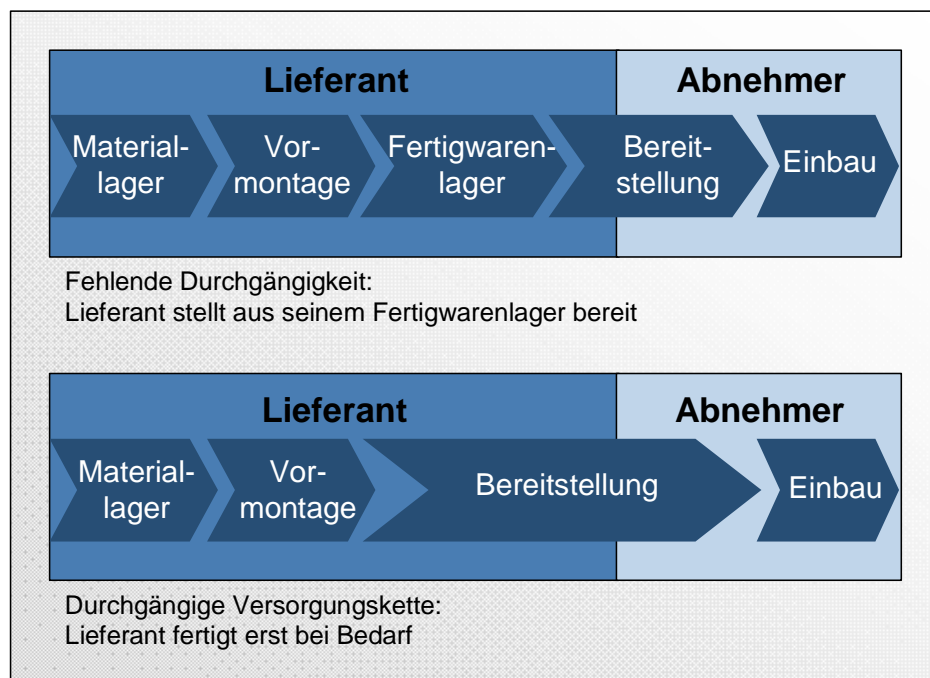 Lieferant
Abnehmer
Material-
lager
Vor-
montage
Fertigwaren-
lager
Bereit-
stellung
Einbau
Fehlende Durchgängigkeit:
Lieferant stellt aus seinem Fertigwarenlager bereit
Lieferant
Abnehmer
Material-
lager
Vor-
montage
Bereitstellung
Einbau
Durchgängige Versorgungskette:
Lieferant fertigt erst bei Bedarf